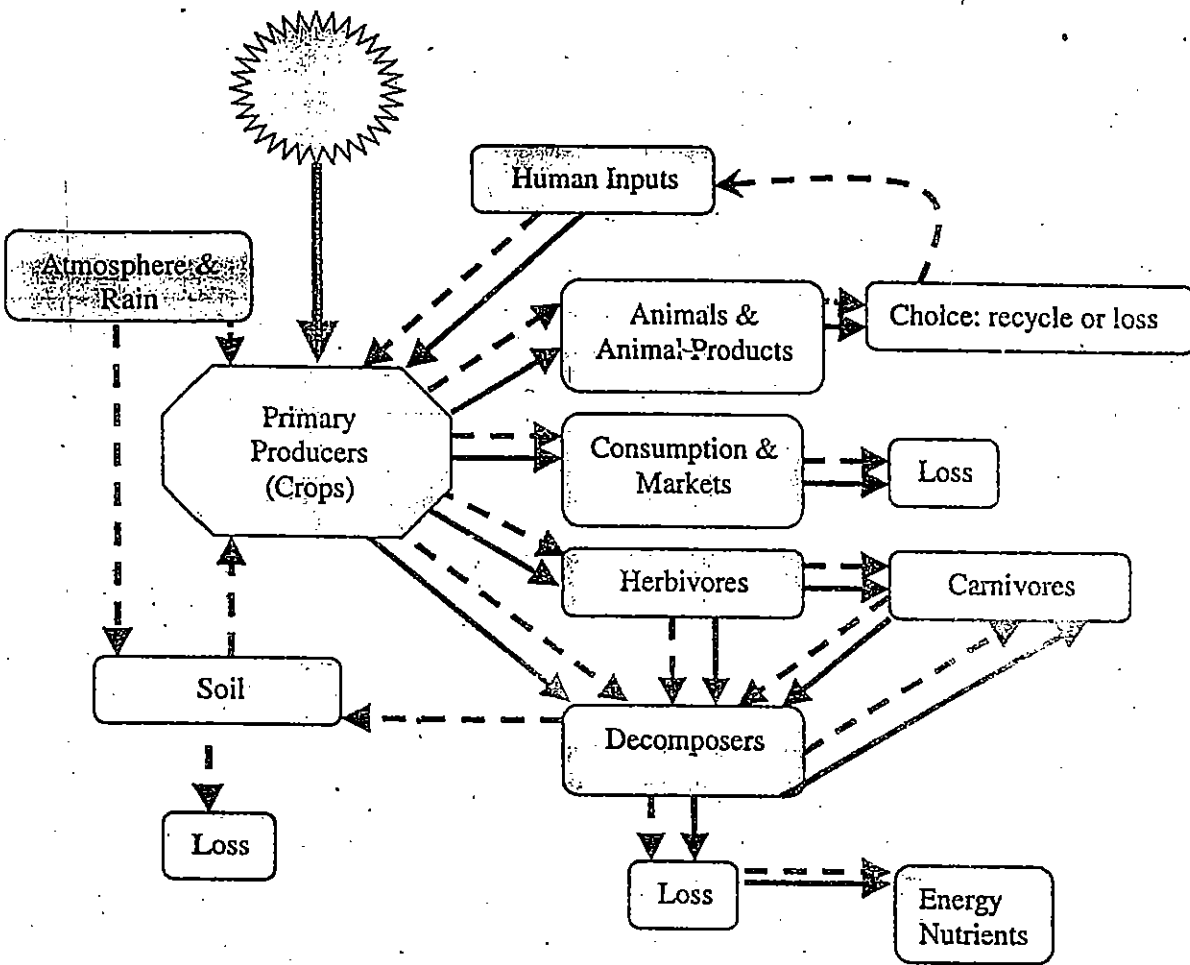 Human Inputs
Atmosphere &
Rain
Animals &
Animal-Products
Choice: recycle or loss
Primary
Producers
(Crops)
Consumption &
Markets
Loss
Herbivores
Carnivores
Soil
Decomposers
Loss
Loss
Energy
Nutrients